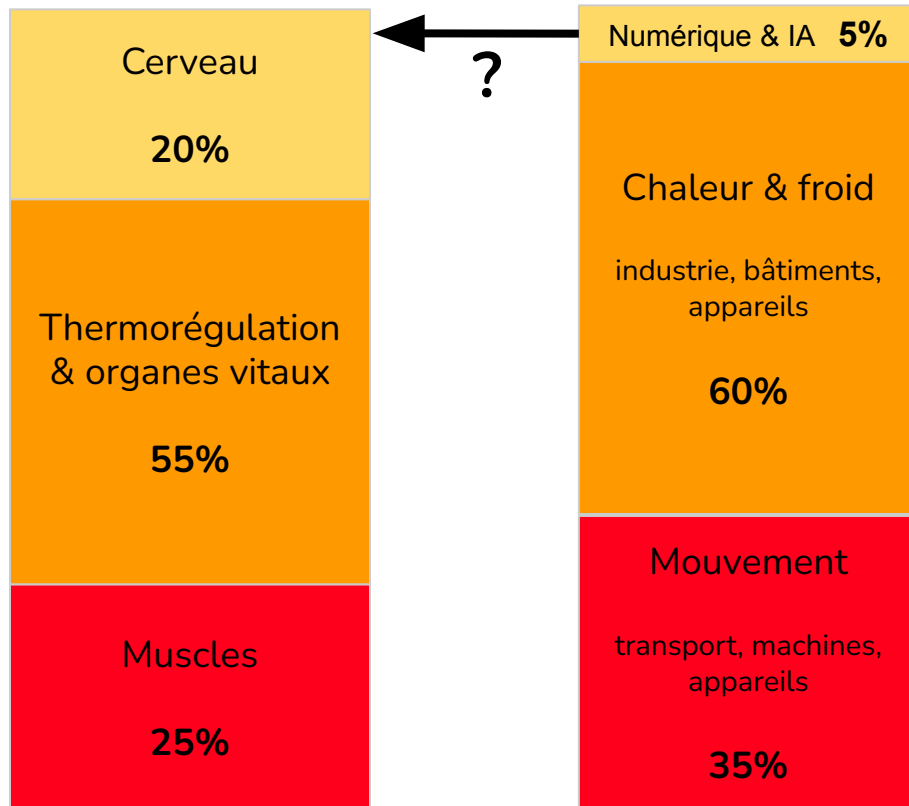 Cerveau
20%
Thermorégulation
& organes vitaux
55%
Muscles
25%
?
Numérique & IA 5%
Chaleur & froid
industrie, bâtiments,
appareils
60%
Mouvement
transport, machines,
appareils
35%